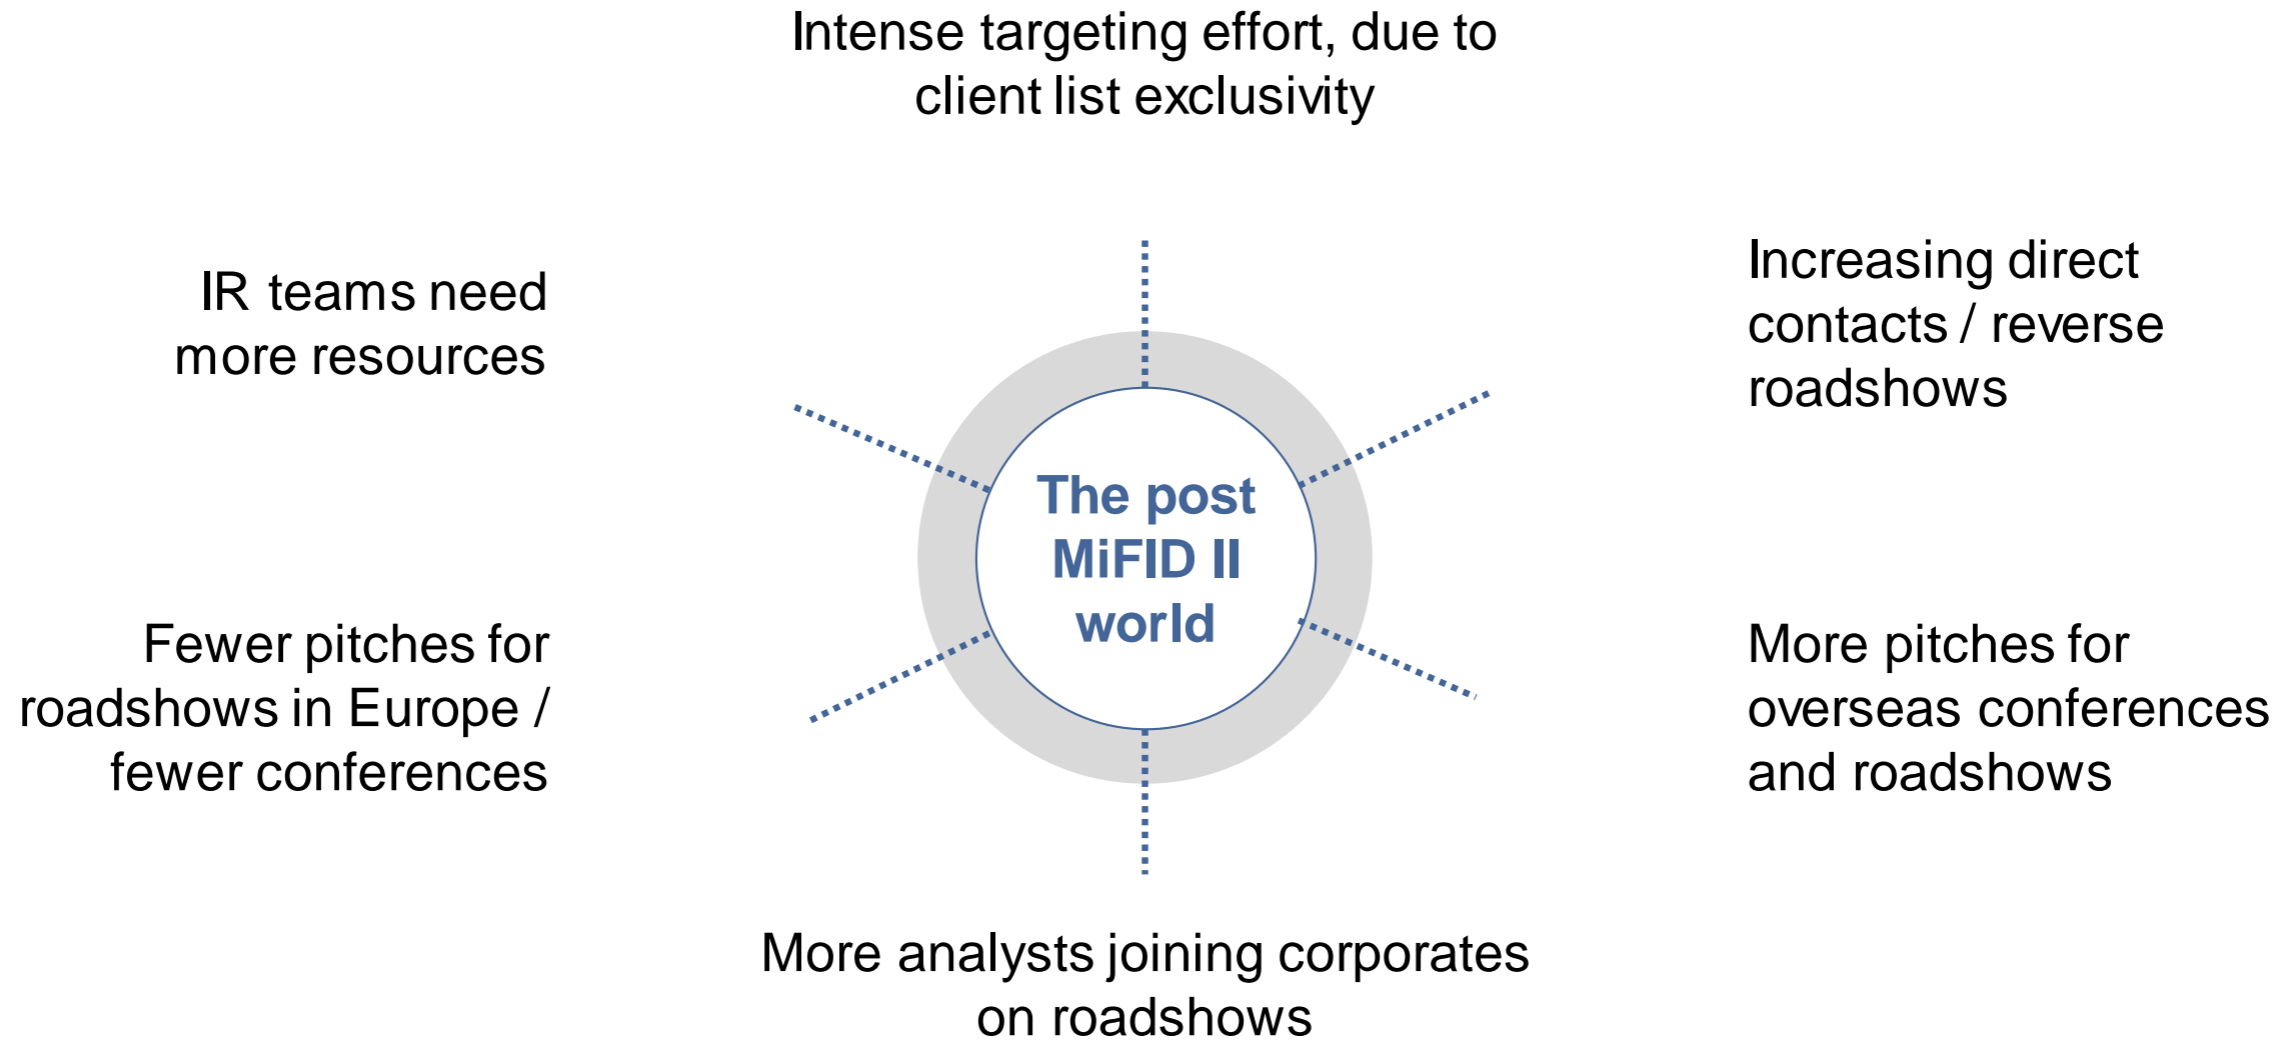 Intense targeting effort, due to
client list exclusivity
Increasing direct
contacts / reverse
roadshows
IR teams need
more resources
The post
MiFID II
world
More pitches for
overseas conferences
and roadshows
Fewer pitches for
roadshows in Europe /
fewer conferences
More analysts joining corporates
on roadshows